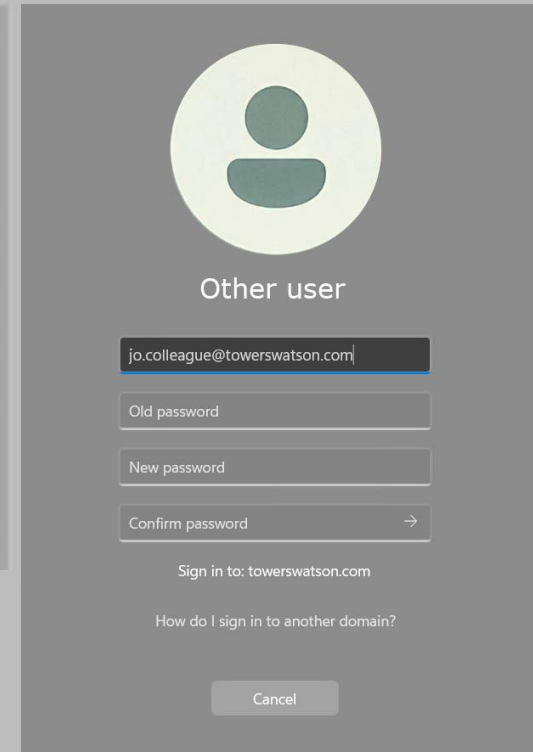 Other user
jo.colleague@towerswatson.com
Old password
New password
Confirm password
Sign in to: towerswatson.com
How do I sign in to another domain?
Cancel